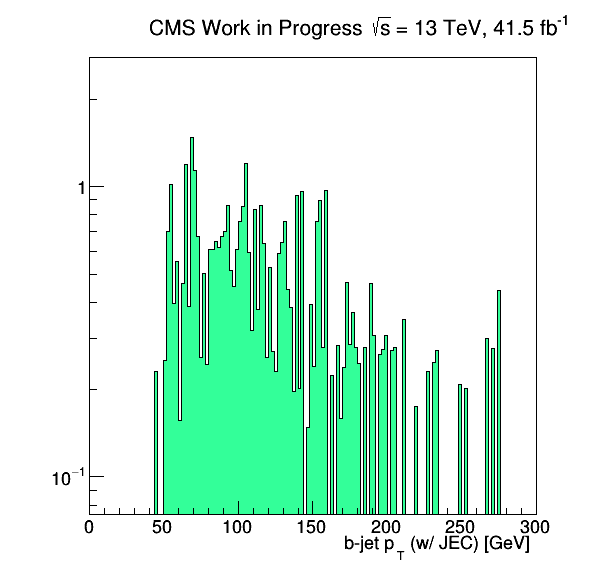 CMS Work in Progress √s = 13 TeV, 41.5 fb⁻¹
1
10⁻¹
0 50 100 150 200 250 300
b-jet p_T (w/ JEC) [GeV]